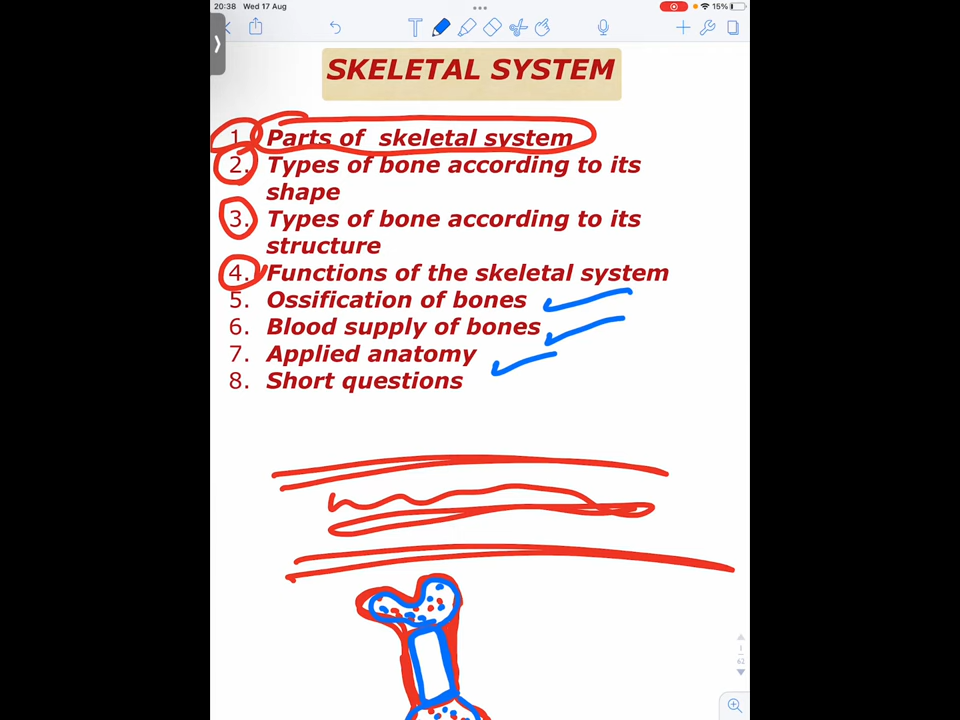 20:38 Wed 17 Aug
15%
SKELETAL SYSTEM
1. Parts of skeletal system
2. Types of bone according to its
shape
3. Types of bone according to its
structure
4. Functions of the skeletal system
5. Ossification of bones
6. Blood supply of bones
7. Applied anatomy
8. Short questions
1
62